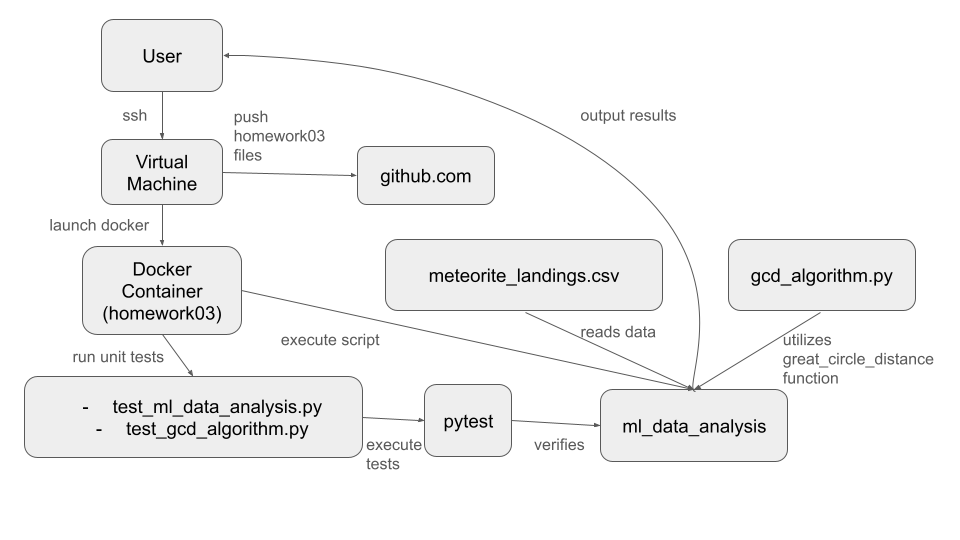 User
ssh
push
homework03
files
output results
Virtual
Machine
github.com
launch docker
Docker
Container
(homework03)
meteorite_landings.csv
gcd_algorithm.py
execute script
reads data
utilizes
great_circle_distance
function
run unit tests
- test_ml_data_analysis.py
- test_gcd_algorithm.py
execute
tests
pytest
verifies
ml_data_analysis